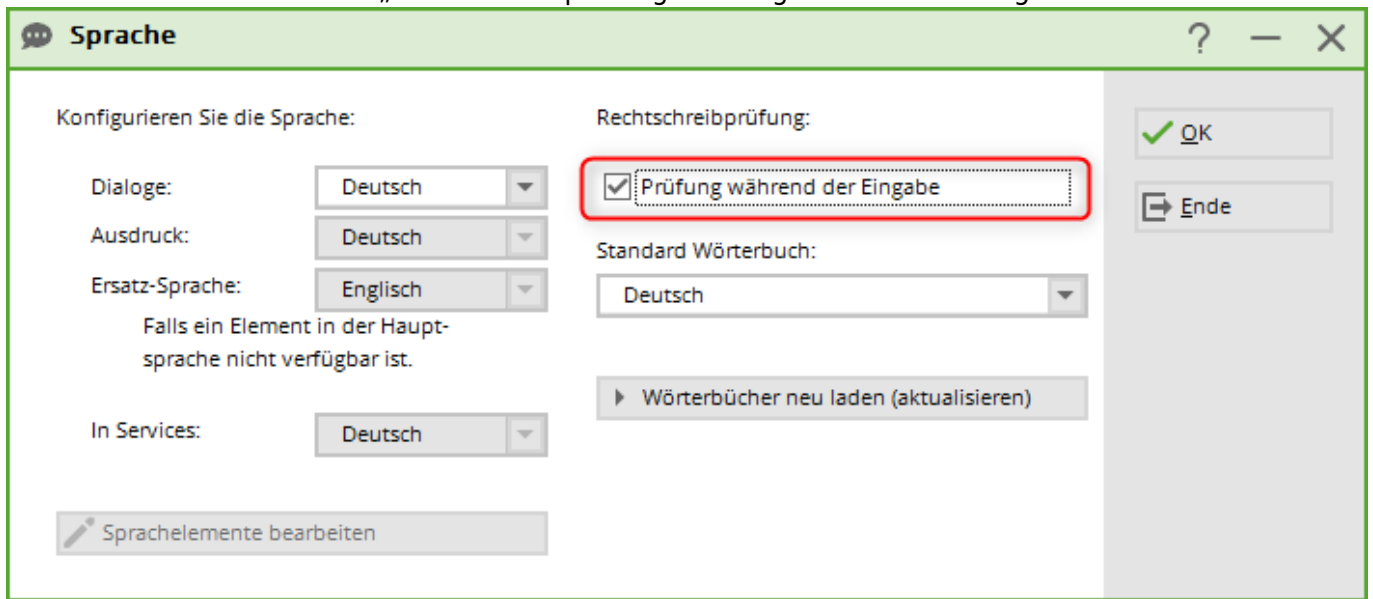 Sprache
Konfigurieren Sie die Sprache:
Dialoge: Deutsch
Ausdruck: Deutsch
Ersatz-Sprache: Englisch
Falls ein Element in der Haupt-
sprache nicht verfügbar ist.
In Services: Deutsch
Sprachelemente bearbeiten
Rechtschreibprüfung:
Prüfung während der Eingabe
Standard Wörterbuch:
Deutsch
Wörterbücher neu laden (aktualisieren)
OK
Ende